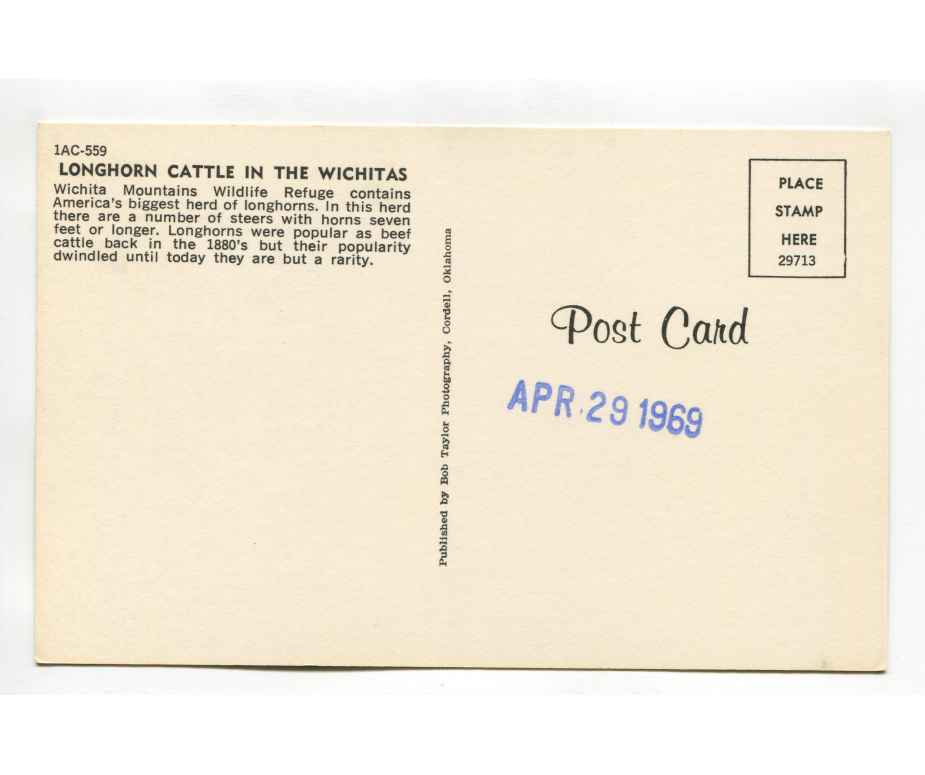 1AC-559
LONGHORN CATTLE IN THE WICHITAS
Wichita Mountains Wildlife Refuge contains
America's biggest herd of longhorns. In this herd
there are a number of steers with horns seven
feet or longer. Longhorns were popular as beef
cattle back in the 1880's but their popularity
dwindled until today they are but a rarity.
Published by Bob Taylor Photography, Cordell, Oklahoma
PLACE
STAMP
HERE
29713
Post Card
APR. 29 1969